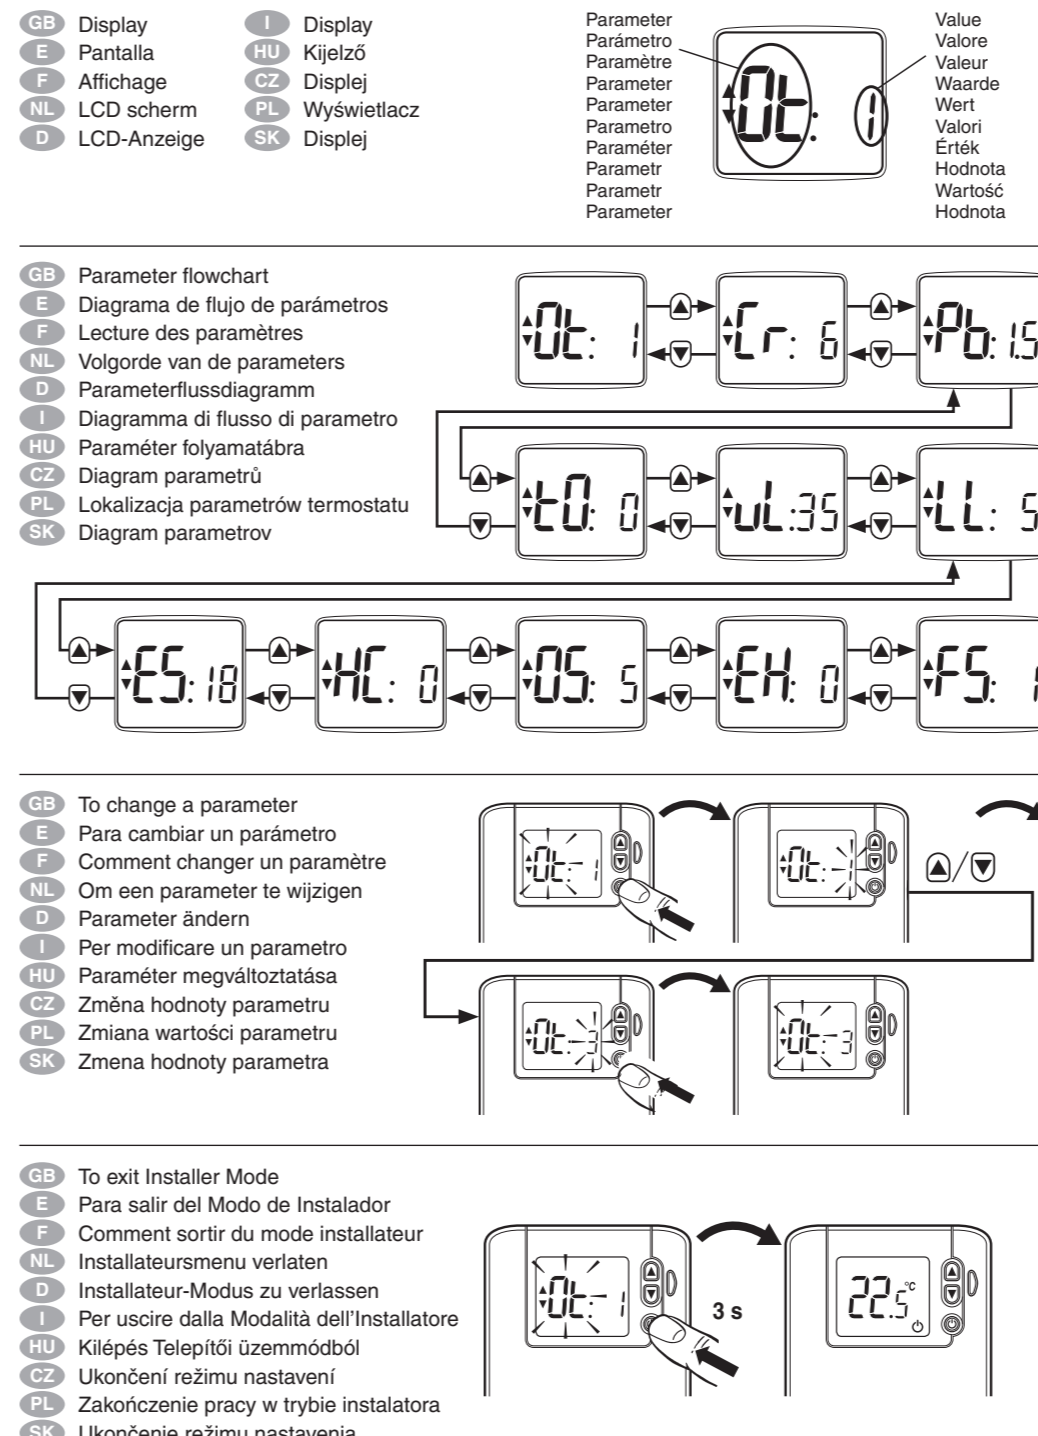 GB Display
E Pantalla
F Affichage
NL LCD scherm
D LCD-Anzeige
I Display
HU Kijelző
CZ Displej
PL Wyświetlacz
SK Displej
Parameter
Parámetro
Paramètre
Parameter
Parameter
Parametro
Paraméter
Parametr
Parametr
Parameter
Ot: 1
Value
Valore
Valeur
Waarde
Wert
Valori
Érték
Hodnota
Wartość
Hodnota
GB Parameter flowchart
E Diagrama de flujo de parámetros
F Lecture des paramètres
NL Volgorde van de parameters
D Parameterflussdiagramm
I Diagramma di flusso di parametro
HU Paraméter folyamatábra
CZ Diagram parametrů
PL Lokalizacja parametrów termostatu
SK Diagram parametrov
Ot: 1
Cr: 6
Pb: 1.5
tO: 0
uL:35
LL: 5
ES: 18
HC: 0
OS: 5
EH: 0
FS: 1
GB To change a parameter
E Para cambiar un parámetro
F Comment changer un paramètre
NL Om een parameter te wijzigen
D Parameter ändern
I Per modificare un parametro
HU Paraméter megváltoztatása
CZ Změna hodnoty parametru
PL Zmiana wartości parametru
SK Zmena hodnoty parametra
Ot: 1
Ot: 1
/
Ot: 3
Ot: 3
GB To exit Installer Mode
E Para salir del Modo de Instalador
F Comment sortir du mode installateur
NL Installateursmenu verlaten
D Installateur-Modus zu verlassen
I Per uscire dalla Modalità dell'Installatore
HU Kilépés Telepítői üzemmódból
CZ Ukončení režimu nastavení
PL Zakończenie pracy w trybie instalatora
SK Ukončenie režimu nastavenia
Ot: 1
3 s
22.5 °C